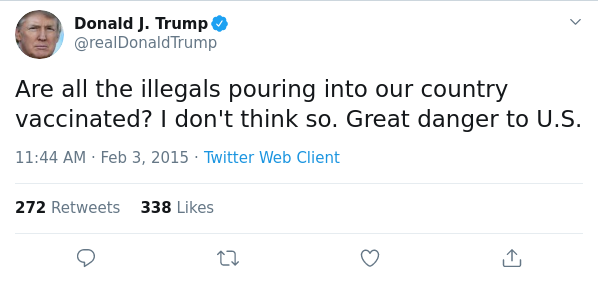 Donald J. Trump
@realDonaldTrump
Are all the illegals pouring into our country
vaccinated? I don't think so. Great danger to U.S.
11:44 AM · Feb 3, 2015 · Twitter Web Client
272 Retweets 338 Likes